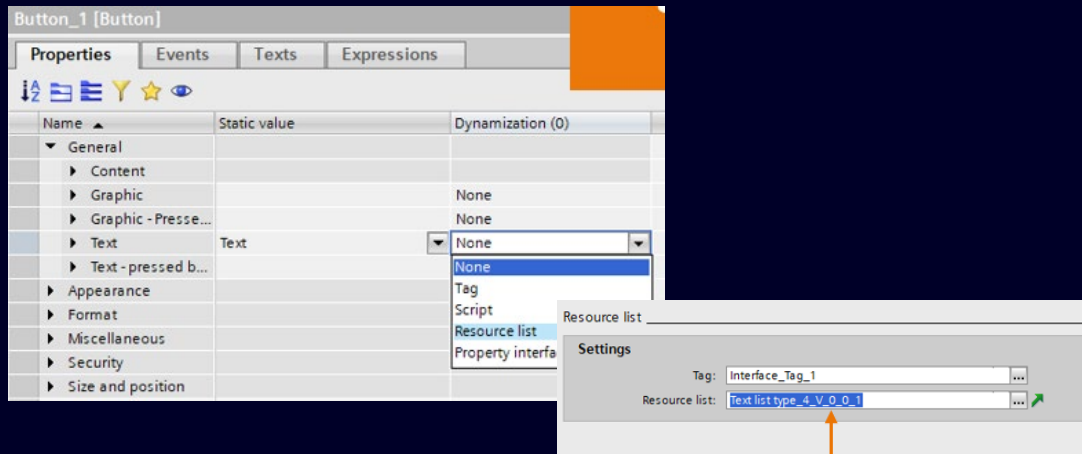 Button_1 [Button]
Properties Events Texts Expressions
Name Static value Dynamization (0)
General
Content
Graphic None
Graphic - Presse... None
Text Text None
Text - pressed b...
None
Tag
Script
Resource list
Property interfa
Appearance
Format
Miscellaneous
Security
Size and position
Resource list
Settings
Tag: Interface_Tag_1 ...
Resource list: Text list type_4_V_0_0_1 ...